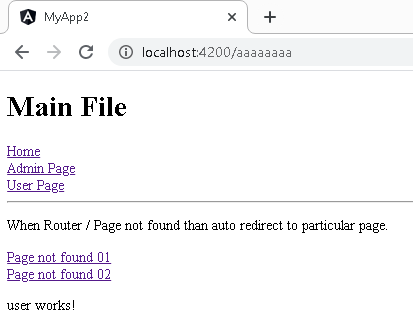 MyApp2
localhost:4200/aaaaaaaa
Main File
Home
Admin Page
User Page
When Router / Page not found than auto redirect to particular page.
Page not found 01
Page not found 02
user works!